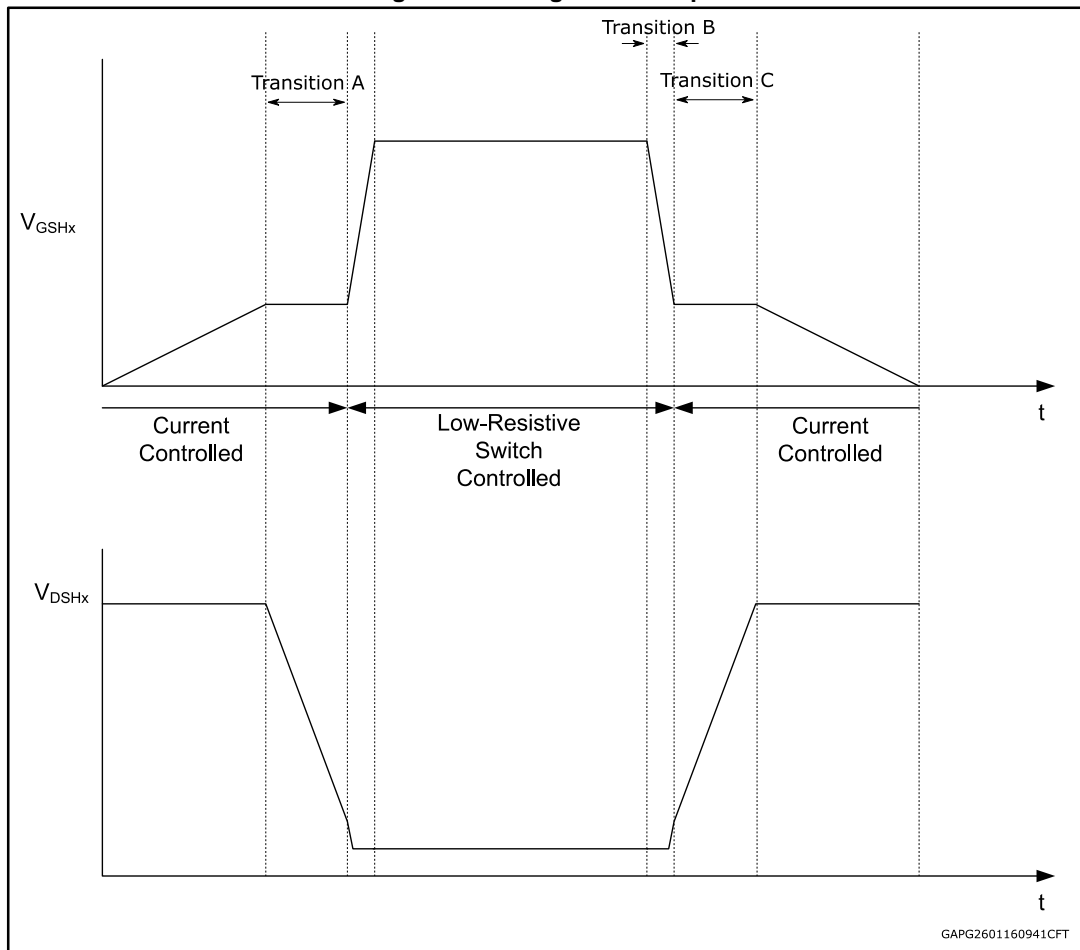 Transition B
Transition A
Transition C
VGSHx
t
Current
Controlled
Low-Resistive
Switch
Controlled
Current
Controlled
VDSHx
t
GAPG2601160941CFT